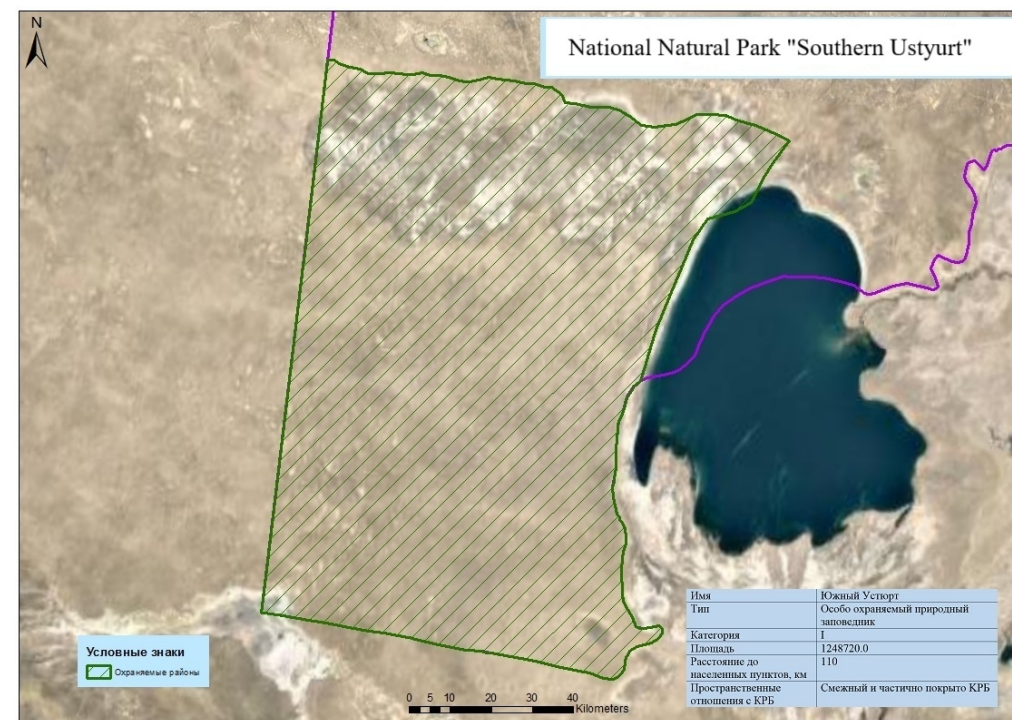 N
National Natural Park "Southern Ustyurt"
Имя Южный Устюрт
Тип Особо охраняемый природный
заповедник
Категория I
Площадь 1248720.0
Расстояние до 110
населенных пунктов, км
Пространственные Смежный и частично покрыто КРБ
отношения с КРБ
Условные знаки
Охраняемые районы
0 5 10 20 30 40
Kilometers